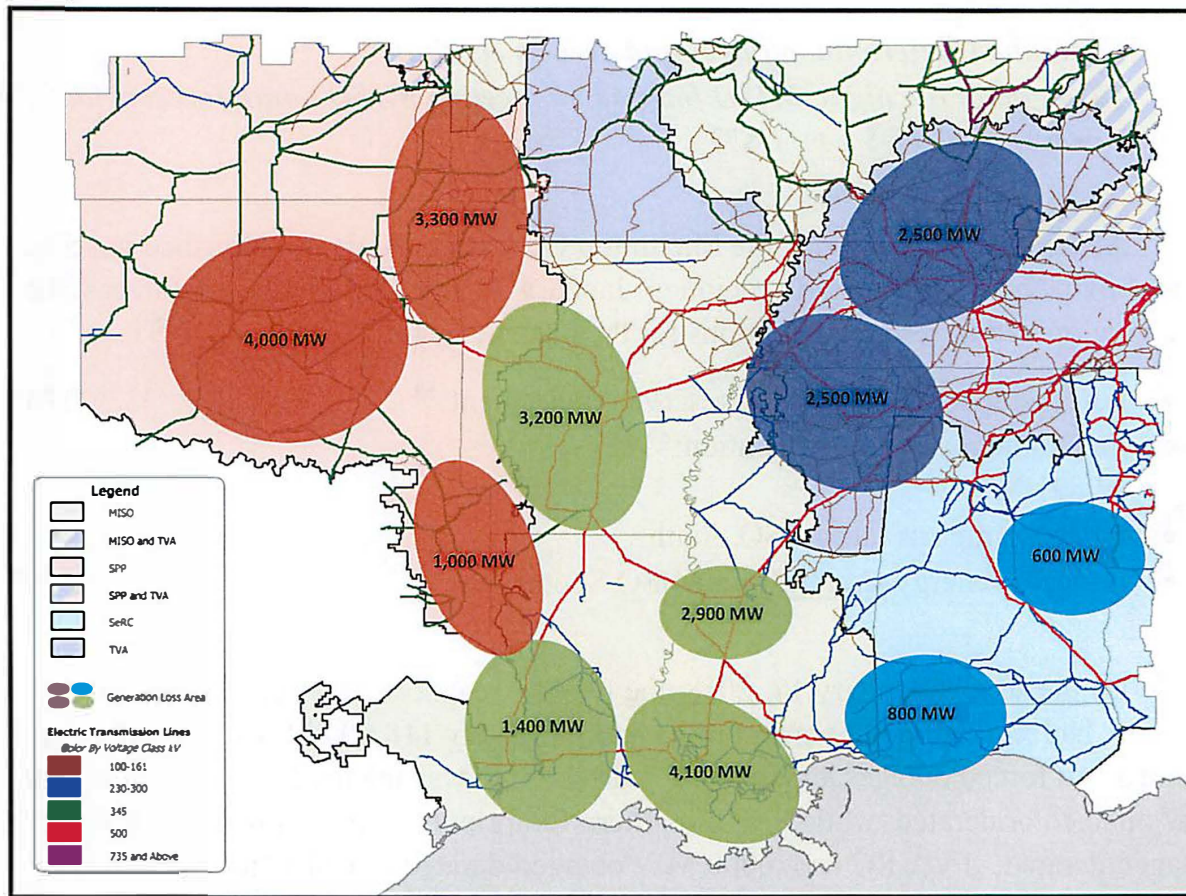 3,300 MW
2,500 MW
4,000 MW
3,200 MW
2,500 MW
1,000 MW
600 MW
2,900 MW
1,400 MW
800 MW
4,100 MW
Legend
MISO
MISO and TVA
SPP
SPP and TVA
SeRC
TVA
Generation Loss Area
Electric Transmission Lines
Color By Voltage Class kV
100-161
230-300
345
500
735 and Above